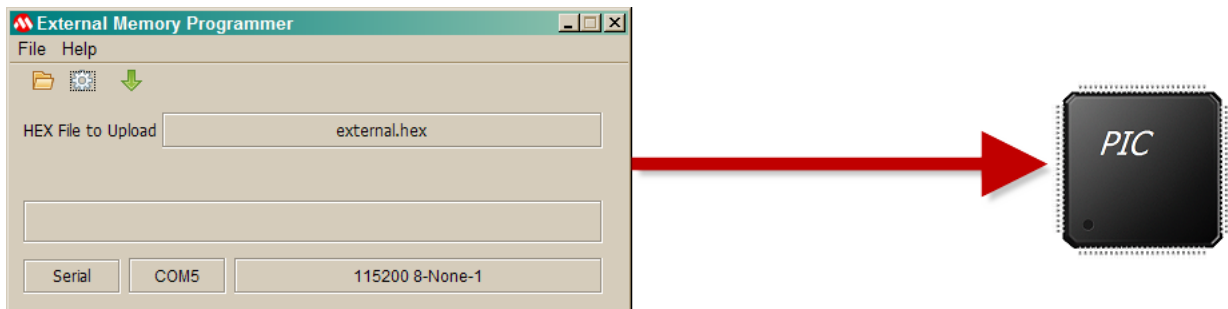 External Memory Programmer
File Help
HEX File to Upload external.hex
PIC
Serial COM5 115200 8-None-1